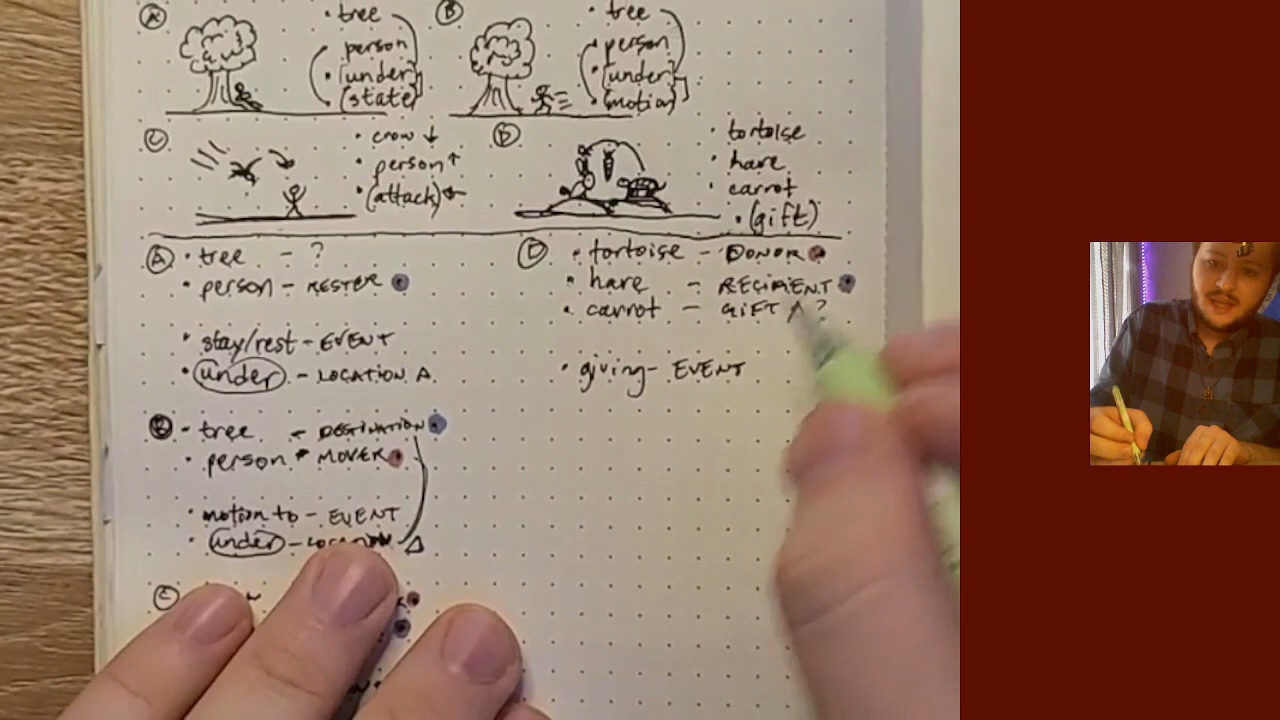 A
• tree
• person
• (under)
(state)
B
• tree
• person
• (under)
• (motion)
C
• crow ↓
• person ↑
• (attack) ←
D
• tortoise
• hare
• carrot
• (gift)
A • tree - ?
• person - RESTER
• stay/rest - EVENT
• under - LOCATION A
B - tree - DESTINATION
• person - MOVER
• motion to - EVENT
• under - LOCATION Δ
C
D • tortoise - DONOR
• hare - RECIPIENT
• carrot - GIFT ?
• giving - EVENT